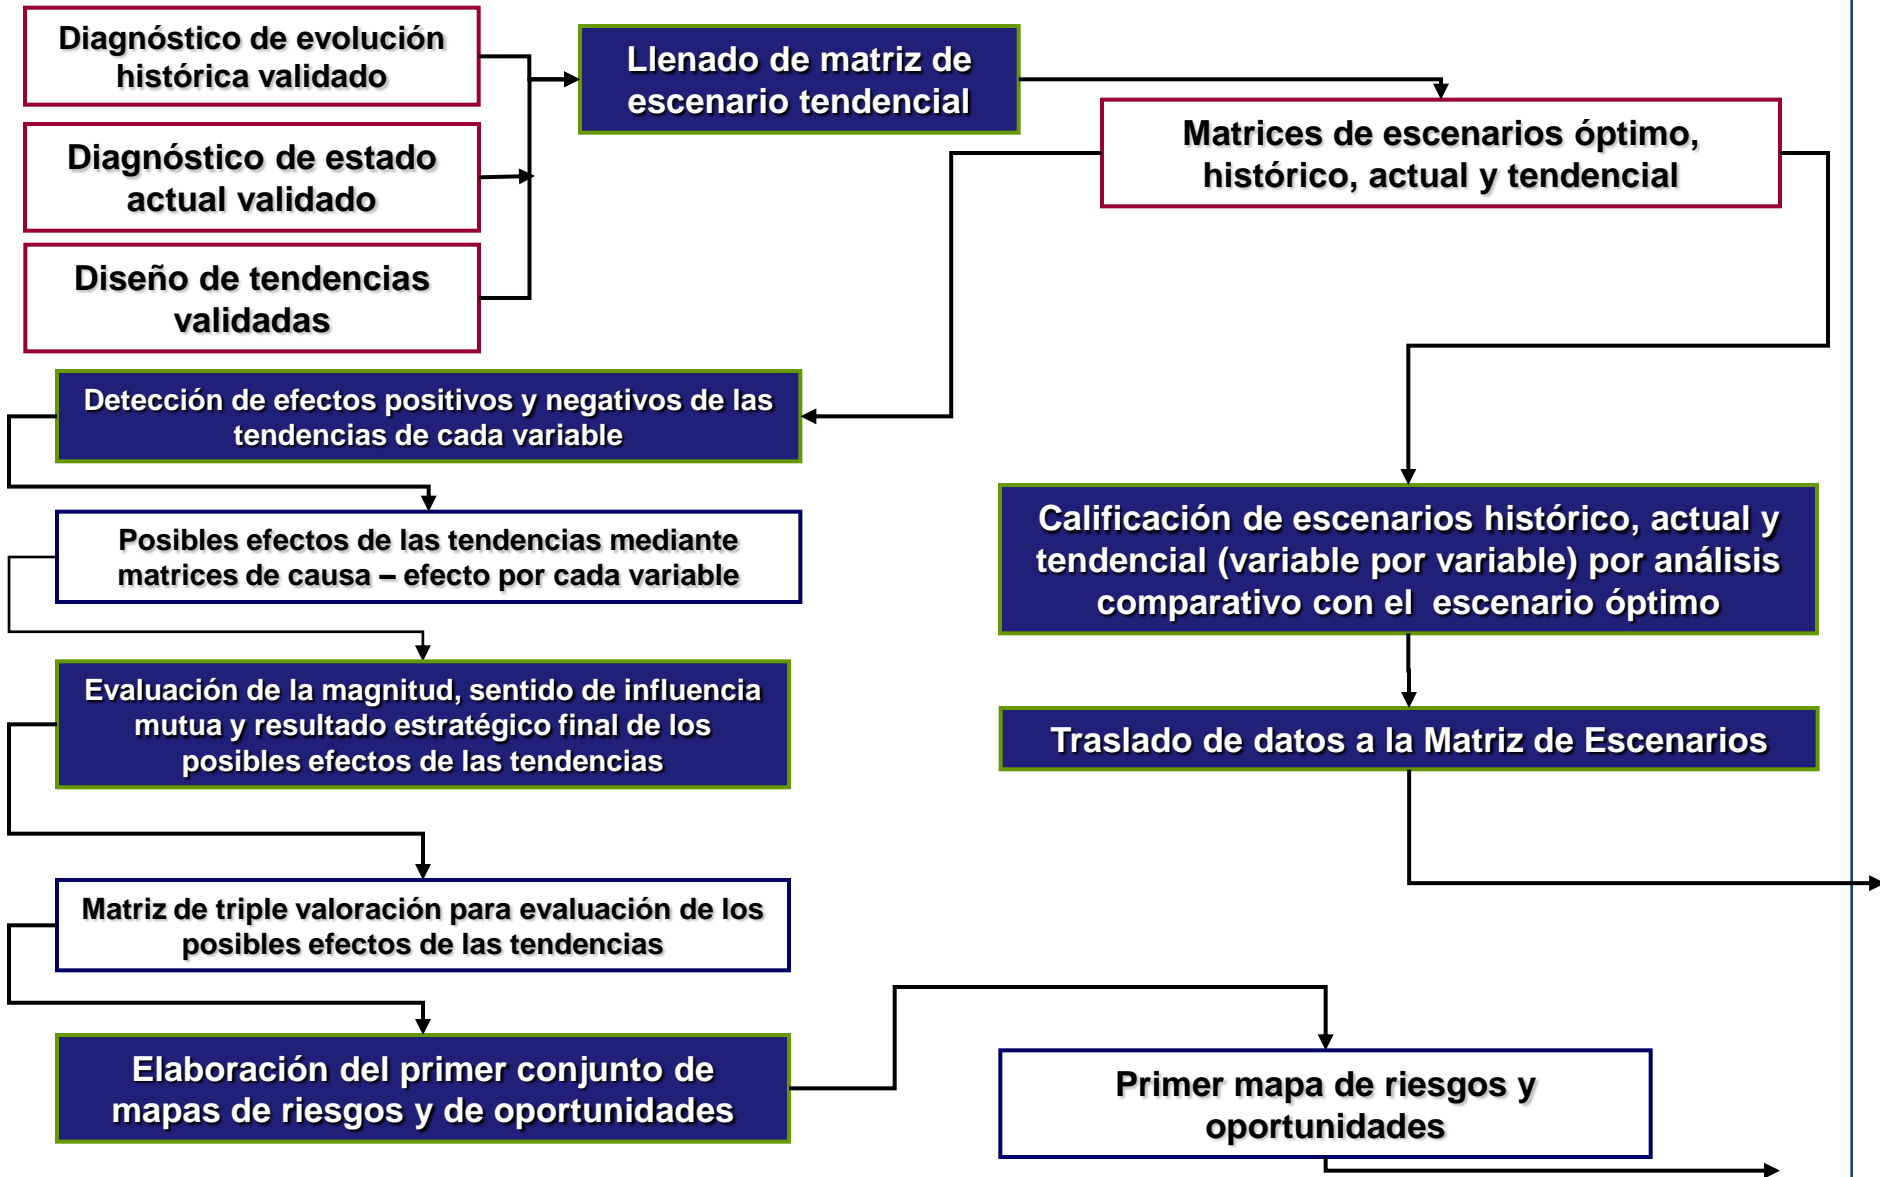 Diagnóstico de evolución
histórica validado
Llenado de matriz de
escenario tendencial
Diagnóstico de estado
actual validado
Matrices de escenarios óptimo,
histórico, actual y tendencial
Diseño de tendencias
validadas
Detección de efectos positivos y negativos de las
tendencias de cada variable
Posibles efectos de las tendencias mediante
matrices de causa – efecto por cada variable
Calificación de escenarios histórico, actual y
tendencial (variable por variable) por análisis
comparativo con el escenario óptimo
Evaluación de la magnitud, sentido de influencia
mutua y resultado estratégico final de los
posibles efectos de las tendencias
Traslado de datos a la Matriz de Escenarios
Matriz de triple valoración para evaluación de los
posibles efectos de las tendencias
Elaboración del primer conjunto de
mapas de riesgos y de oportunidades
Primer mapa de riesgos y
oportunidades